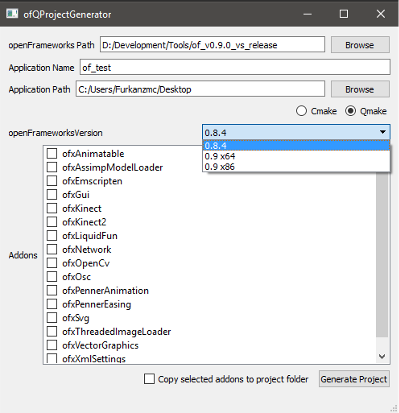 ofQProjectGenerator
openFrameworks Path D:/Development/Tools/of_v0.9.0_vs_release Browse
Application Name of_test
Application Path C:/Users/Furkanzmc/Desktop Browse
Cmake Qmake
openFrameworksVersion 0.8.4
0.8.4
0.9 x64
0.9 x86
Addons
ofxAnimatable
ofxAssimpModelLoader
ofxEmscripten
ofxGui
ofxKinect
ofxKinect2
ofxLiquidFun
ofxNetwork
ofxOpenCv
ofxOsc
ofxPennerAnimation
ofxPennerEasing
ofxSvg
ofxThreadedImageLoader
ofxVectorGraphics
ofxXmlSettings
Copy selected addons to project folder Generate Project